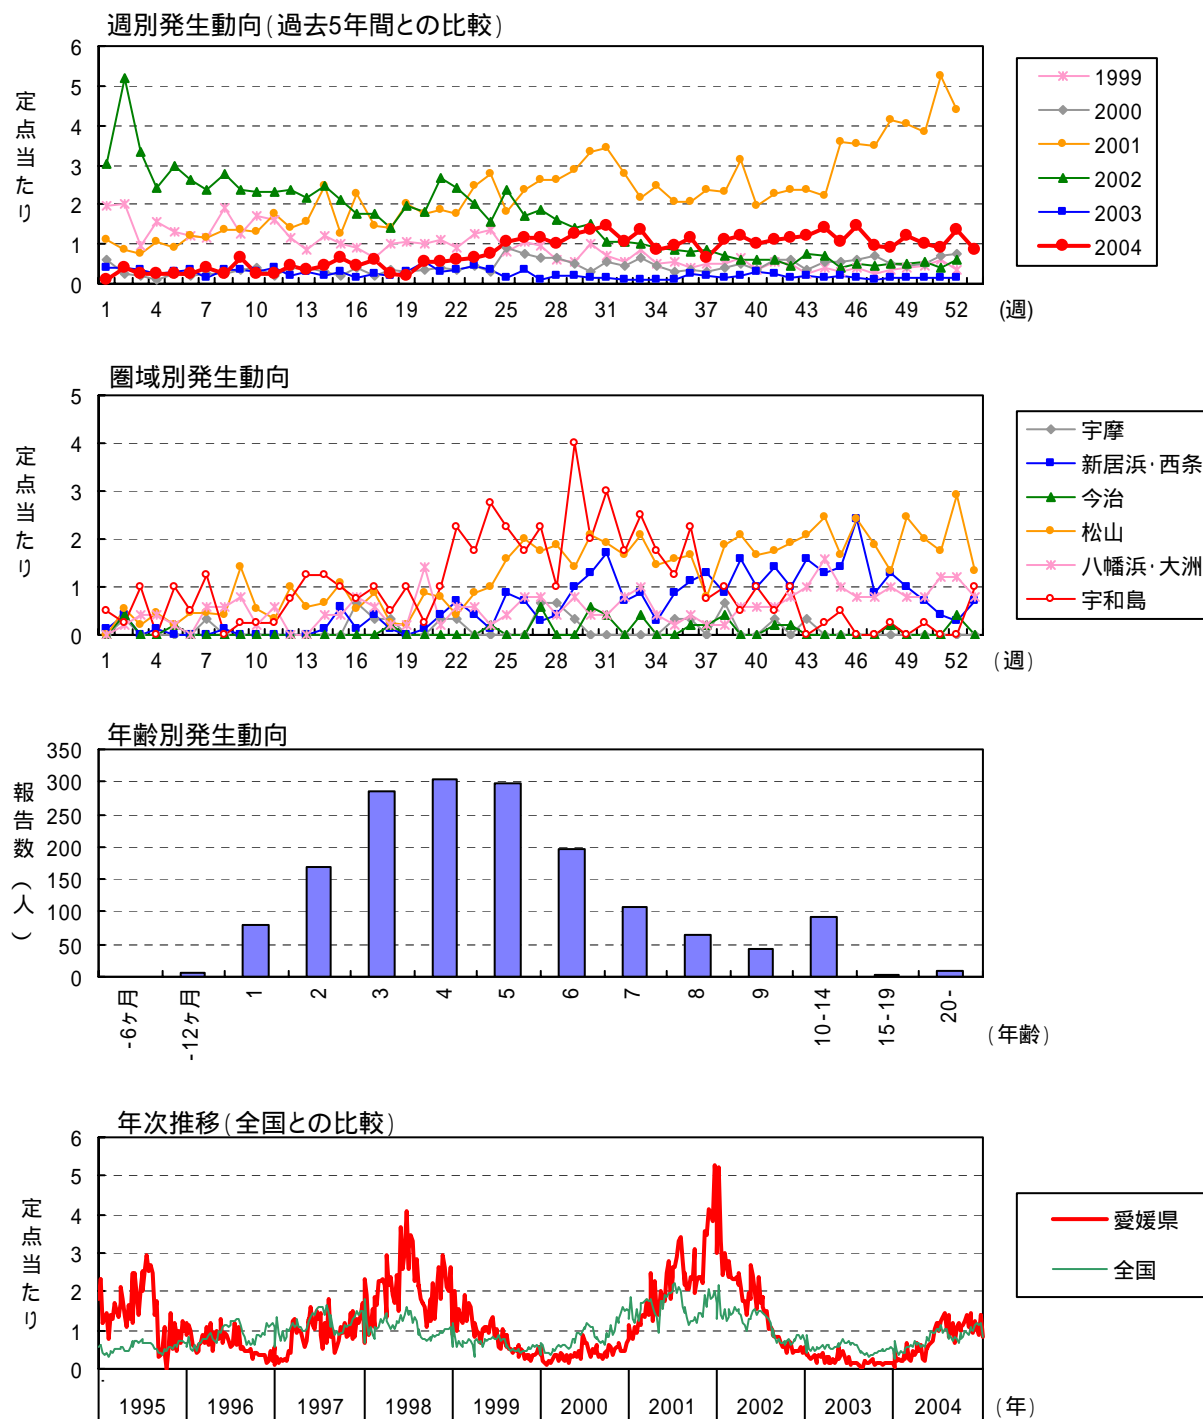 週別発生動向(過去5年間との比較)
定点当たり
6
5
4
3
2
1
0
1 4 7 10 13 16 19 22 25 28 31 34 37 40 43 46 49 52 (週)
1999
2000
2001
2002
2003
2004
圏域別発生動向
定点当たり
5
4
3
2
1
0
1 4 7 10 13 16 19 22 25 28 31 34 37 40 43 46 49 52 (週)
宇摩
新居浜・西条
今治
松山
八幡浜・大洲
宇和島
年齢別発生動向
報告数(人)
350
300
250
200
150
100
50
0
-6ヶ月 -12ヶ月 1 2 3 4 5 6 7 8 9 10-14 15-19 20- (年齢)
年次推移(全国との比較)
定点当たり
6
5
4
3
2
1
0
1995 1996 1997 1998 1999 2000 2001 2002 2003 2004 (年)
愛媛県
全国